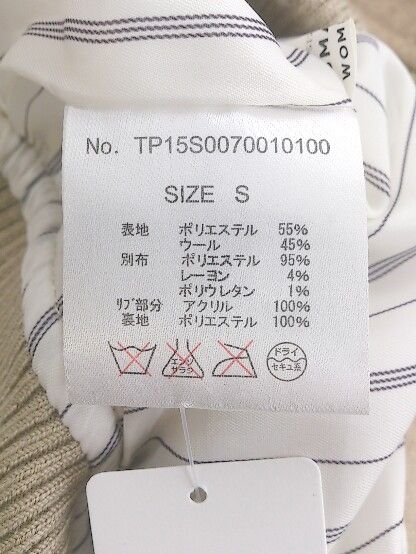 No. TP15S0070010100
SIZE S
表地 ポリエステル 55%
ウール 45%
別布 ポリエステル 95%
レーヨン 4%
ポリウレタン 1%
リブ部分 アクリル 100%
裏地 ポリエステル 100%
エンソ サラシ
ドライ
セキユ系